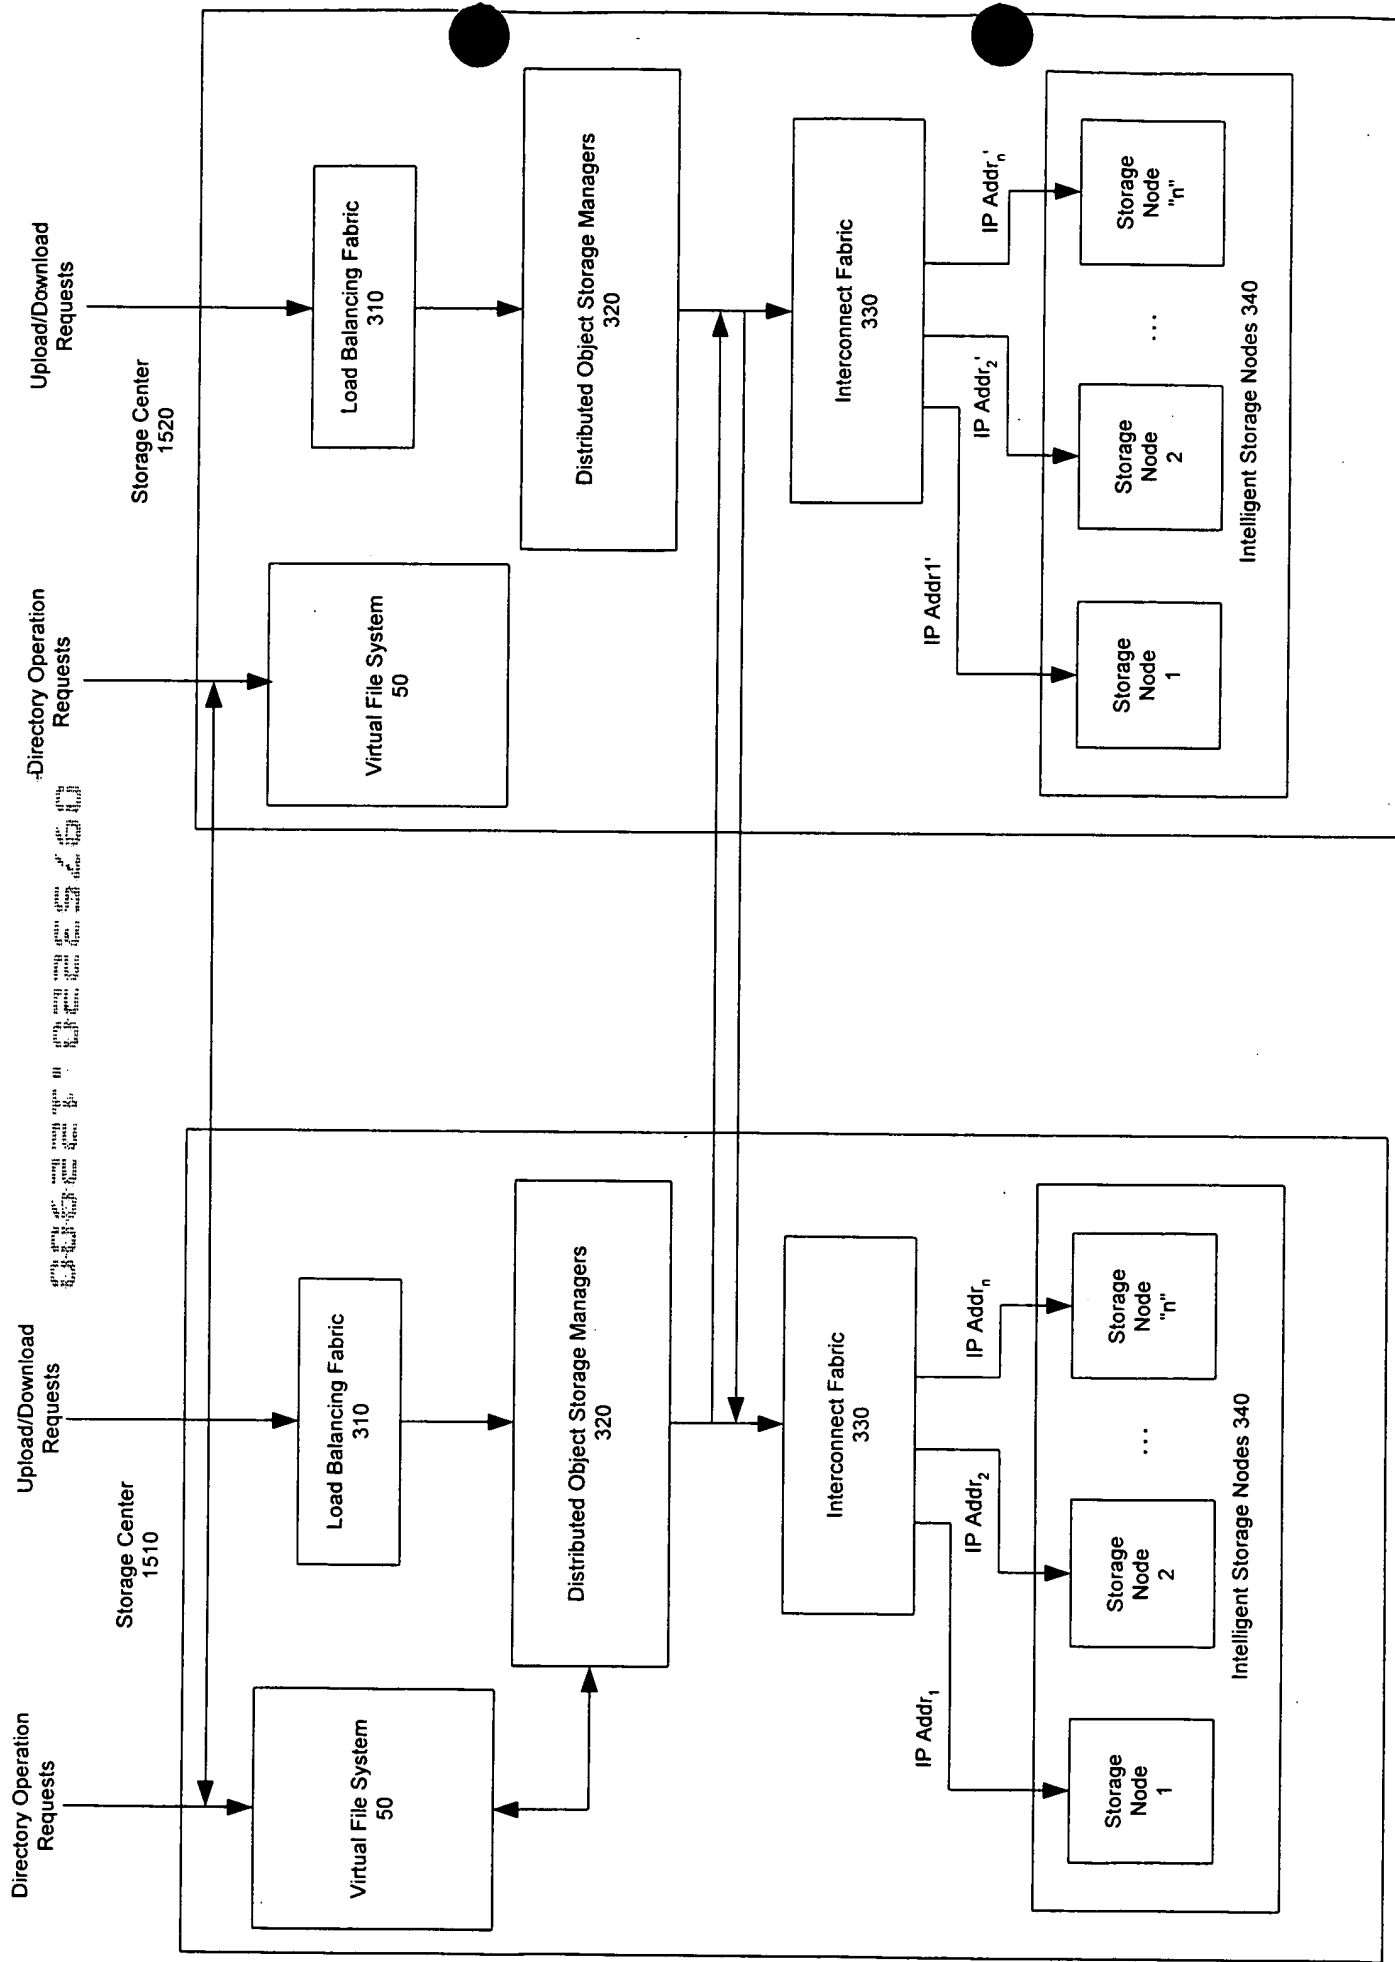 Directory Operation
Requests
Upload/Download
Requests
Directory Operation
Requests
Upload/Download
Requests
Storage Center
1510
Virtual File System
50
Load Balancing Fabric
310
Distributed Object Storage Managers
320
Interconnect Fabric
330
IP Addr₁
IP Addr₂
IP Addrₙ
Storage
Node
1
Storage
Node
2
...
Storage
Node
"n"
Intelligent Storage Nodes 340
Storage Center
1520
Virtual File System
50
Load Balancing Fabric
310
Distributed Object Storage Managers
320
Interconnect Fabric
330
IP Addr1'
IP Addr₂'
IP Addrₙ'
Storage
Node
1
Storage
Node
2
...
Storage
Node
"n"
Intelligent Storage Nodes 340